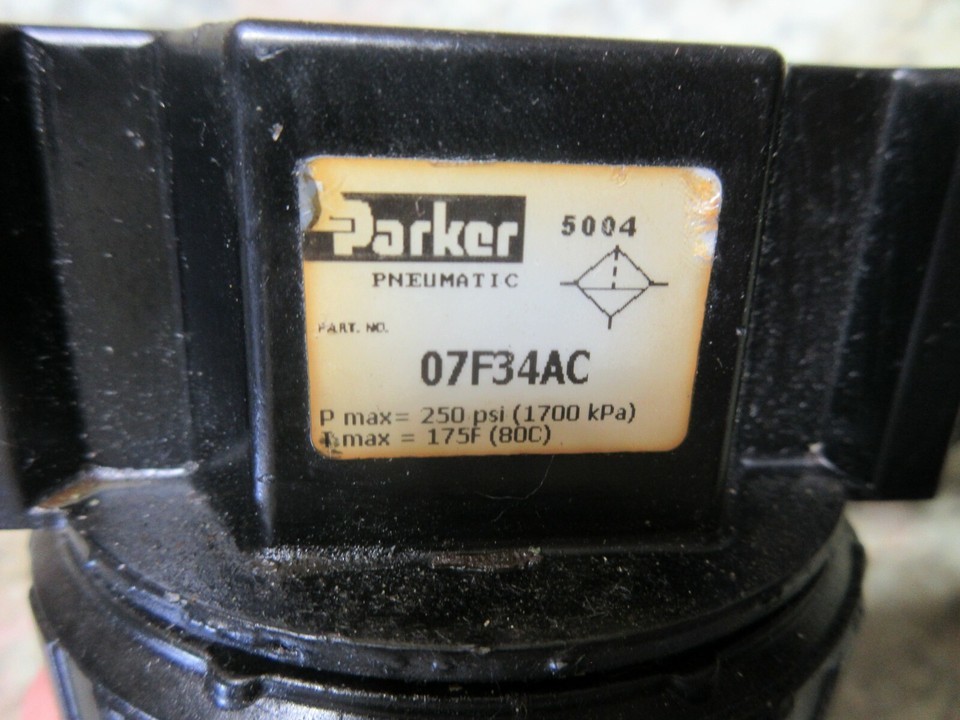 Parker
5004
PNEUMATIC
PART. NO.
07F34AC
P max= 250 psi (1700 kPa)
T max = 175F (80C)